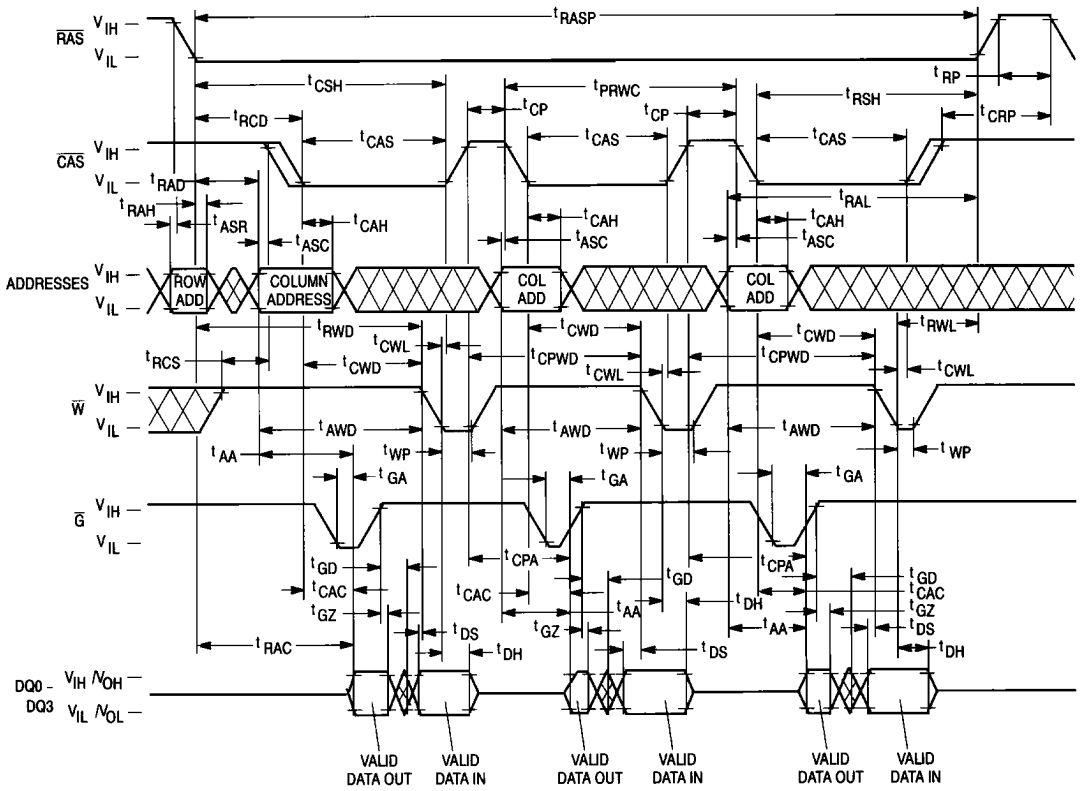 tRASP
RAS VIH
VIL
tRP
tCSH
tPRWC
tRSH
tCRP
tRCD
tCP
tCP
tCAS
tCAS
tCAS
CAS VIH
VIL
tRAD
tRAL
tRAH
tASR
tCAH
tCAH
tCAH
tASC
tASC
tASC
ADDRESSES VIH
VIL
ROW ADD
COLUMN ADDRESS
COL ADD
COL ADD
tRWD
tCWD
tCWD
tRWL
tRCS
tCWL
tCWD
tCPWD
tCWL
tCPWD
tCWL
W VIH
VIL
tAWD
tAWD
tAWD
tAA
tWP
tWP
tWP
tGA
tGA
tGA
G VIH
VIL
tCPA
tCPA
tGD
tGD
tGD
tCAC
tCAC
tCAC
tGZ
tAA
tDH
tGZ
tGZ
tAA
tDS
tRAC
tDS
tDH
tDS
tDH
DQ0 – DQ3
VIH /VOH
VIL /VOL
VALID DATA OUT
VALID DATA IN
VALID DATA OUT
VALID DATA IN
VALID DATA OUT
VALID DATA IN